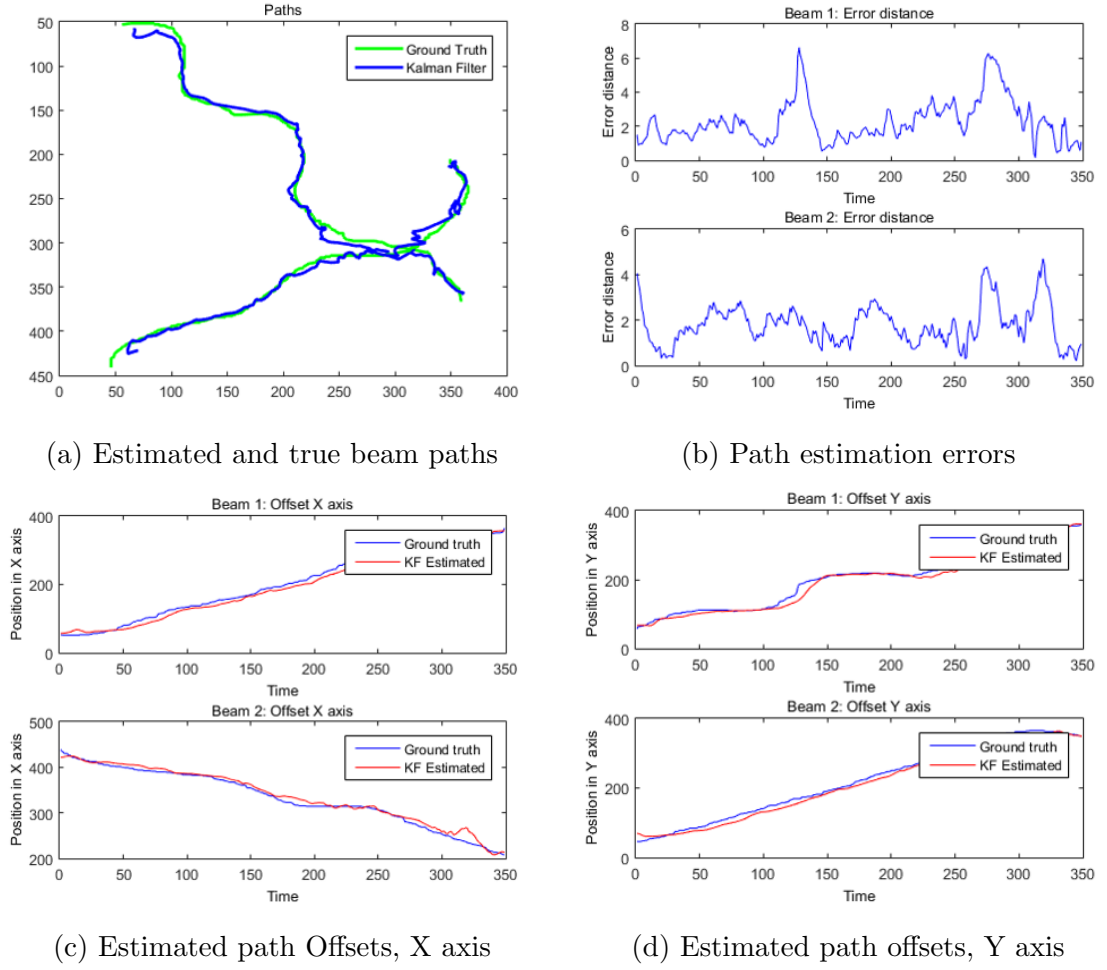 Paths
50
100
150
200
250
300
350
400
450
0 50 100 150 200 250 300 350 400
Ground Truth
Kalman Filter
(a) Estimated and true beam paths
Beam 1: Error distance
Error distance
8
6
4
2
0
0 50 100 150 200 250 300 350
Time
Beam 2: Error distance
Error distance
6
4
2
0
0 50 100 150 200 250 300 350
Time
(b) Path estimation errors
Beam 1: Offset X axis
Position in X axis
400
200
0
0 50 100 150 200 250 300 350
Time
Ground truth
KF Estimated
Beam 2: Offset X axis
Position in X axis
500
400
300
200
0 50 100 150 200 250 300 350
Time
Ground truth
KF Estimated
(c) Estimated path Offsets, X axis
Beam 1: Offset Y axis
Position in Y axis
400
200
0
0 50 100 150 200 250 300 350
Time
Ground truth
KF Estimated
Beam 2: Offset Y axis
Position in Y axis
400
200
0
0 50 100 150 200 250 300 350
Time
Ground truth
KF Estimated
(d) Estimated path offsets, Y axis